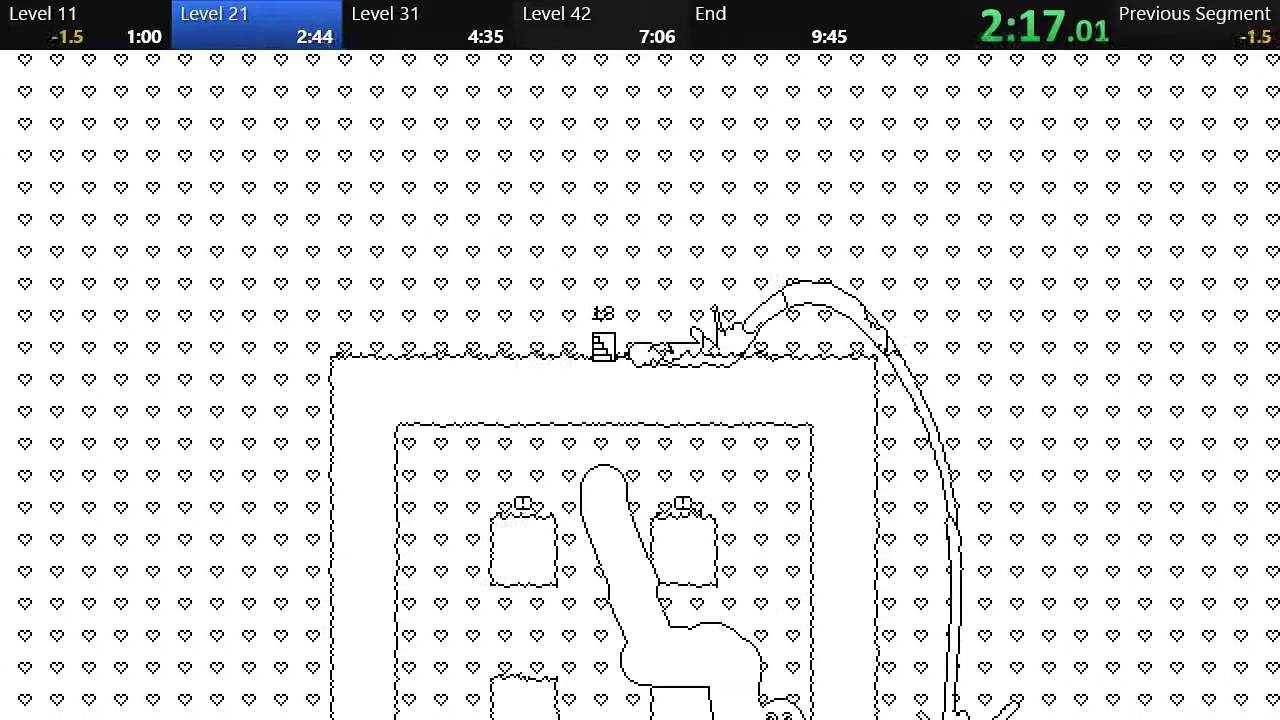 Level 11
-1.5 1:00
Level 21
2:44
Level 31
4:35
Level 42
7:06
End
9:45
2:17.01
Previous Segment
-1.5
18